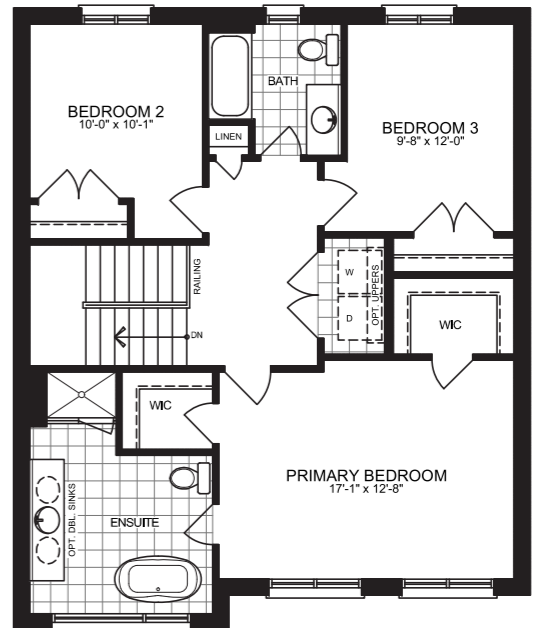 BATH
BEDROOM 2
10'-0" x 10'-1"
BEDROOM 3
9'-8" x 12'-0"
LINEN
RAILING
W
D
OPT. UPPERS
DN
WIC
WIC
PRIMARY BEDROOM
17'-1" x 12'-8"
OPT. DBL. SINKS
ENSUITE